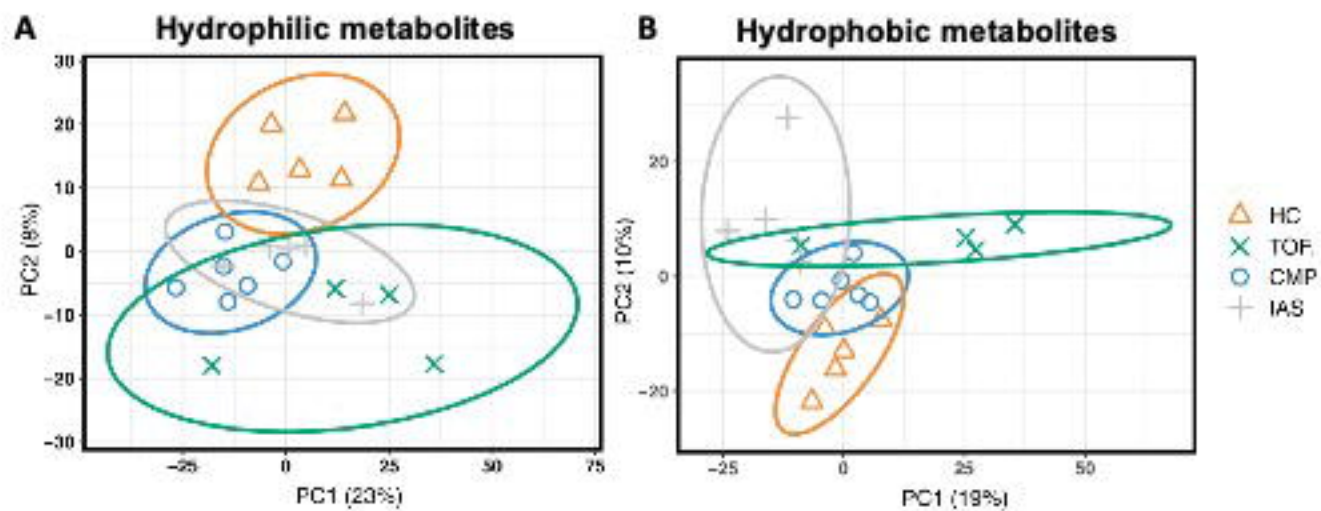 A
Hydrophilic metabolites
30
20
10
0
−10
−20
−30
PC2 (8%)
−25
0
25
50
75
PC1 (23%)
B
Hydrophobic metabolites
20
0
−20
PC2 (10%)
−25
0
25
50
PC1 (19%)
HC
TOF
CMP
IAS